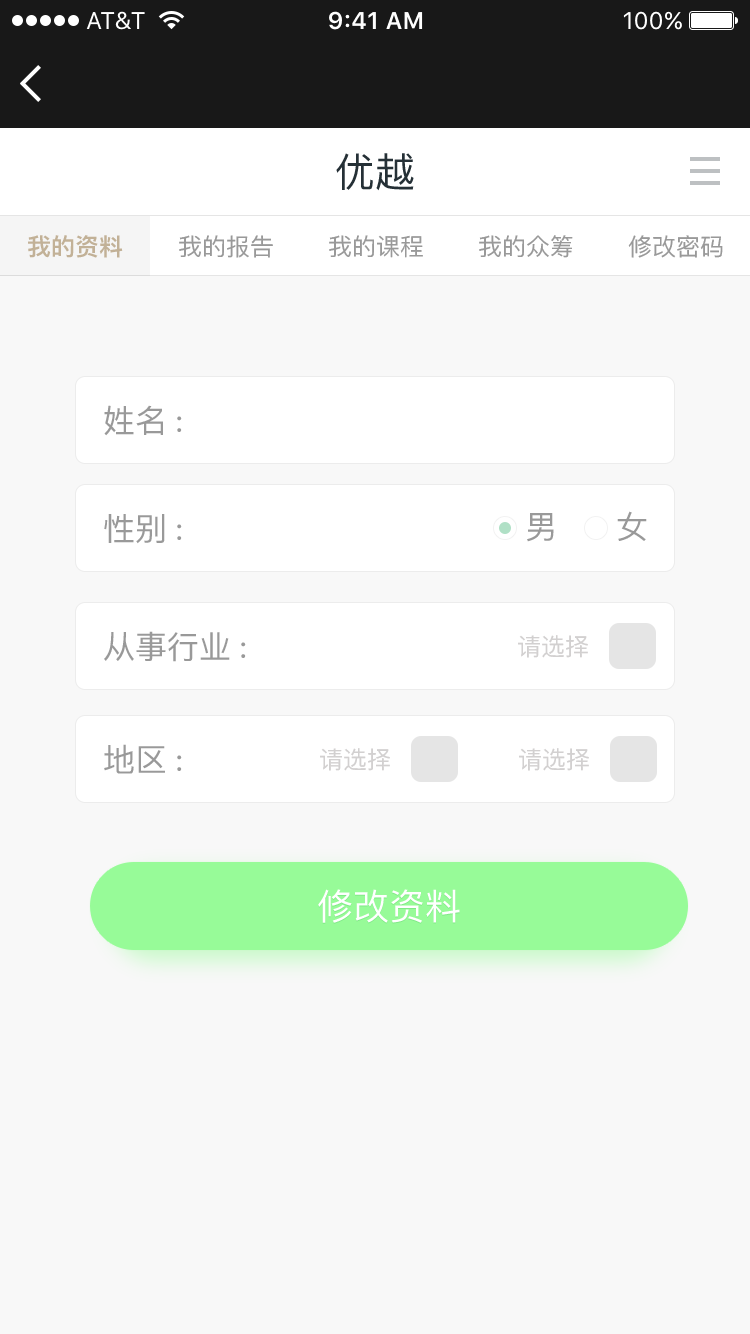 AT&T 9:41 AM 100%
优越
我的资料 我的报告 我的课程 我的众筹 修改密码
姓名 :
性别 : 男 女
从事行业 : 请选择
地区 : 请选择 请选择
修改资料